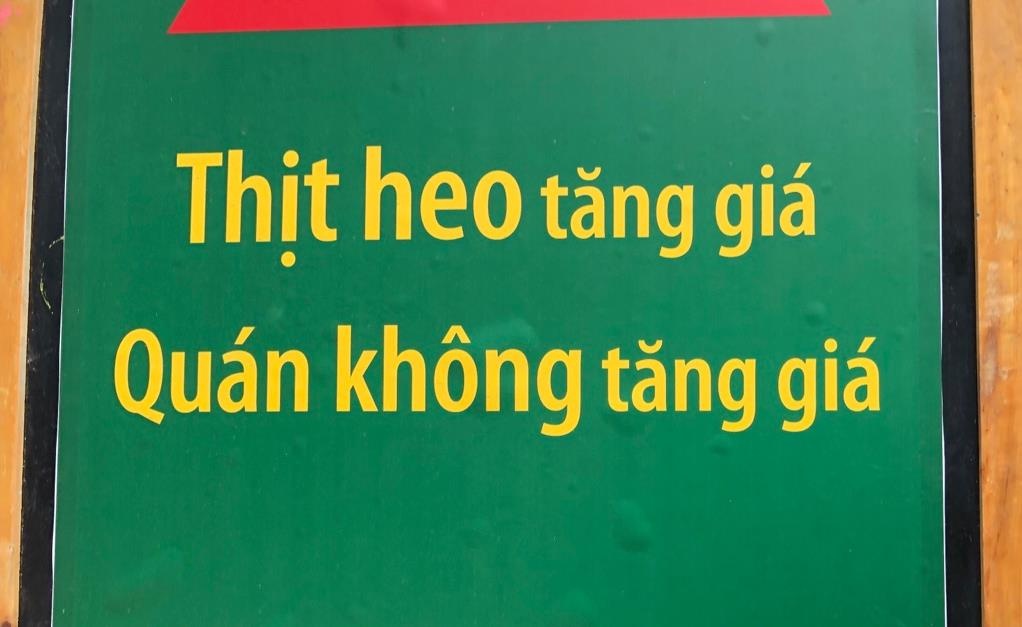 Thịt heo tăng giá
Quán không tăng giá